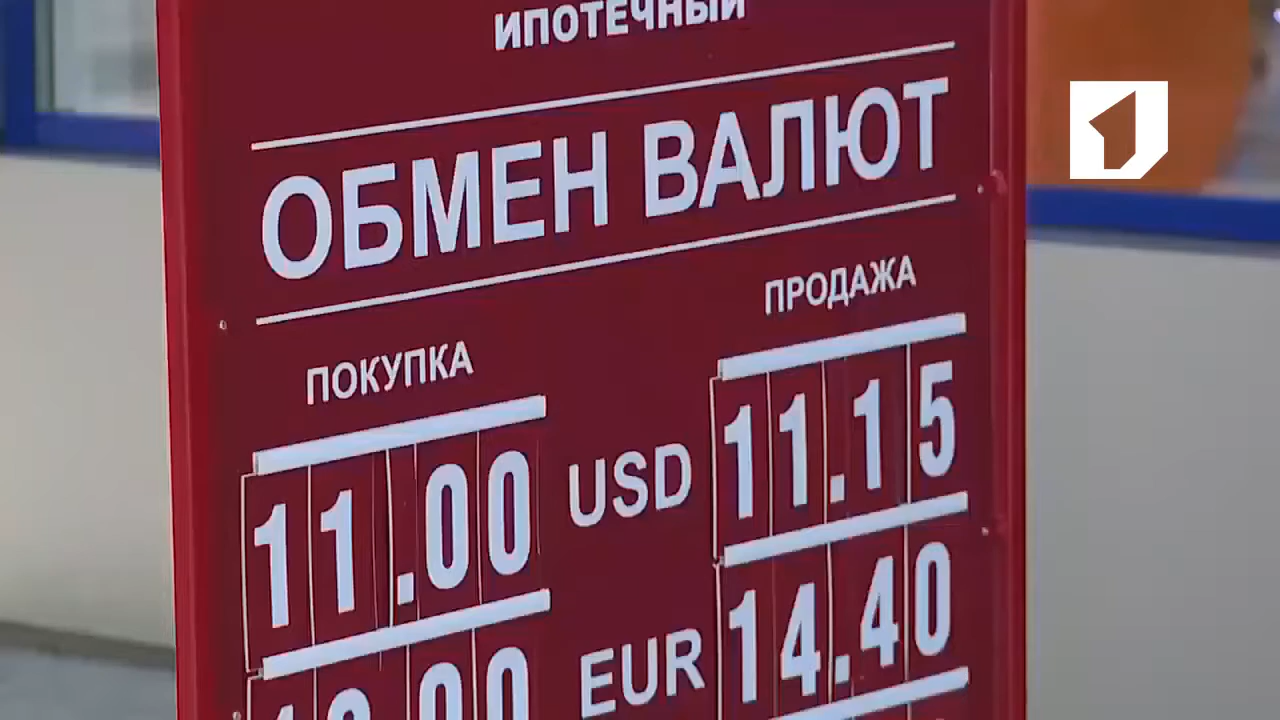 ИПОТЕЧНЫЙ
ОБМЕН ВАЛЮТ
ПОКУПКА ПРОДАЖА
11.00 USD 11.15
EUR 14.40